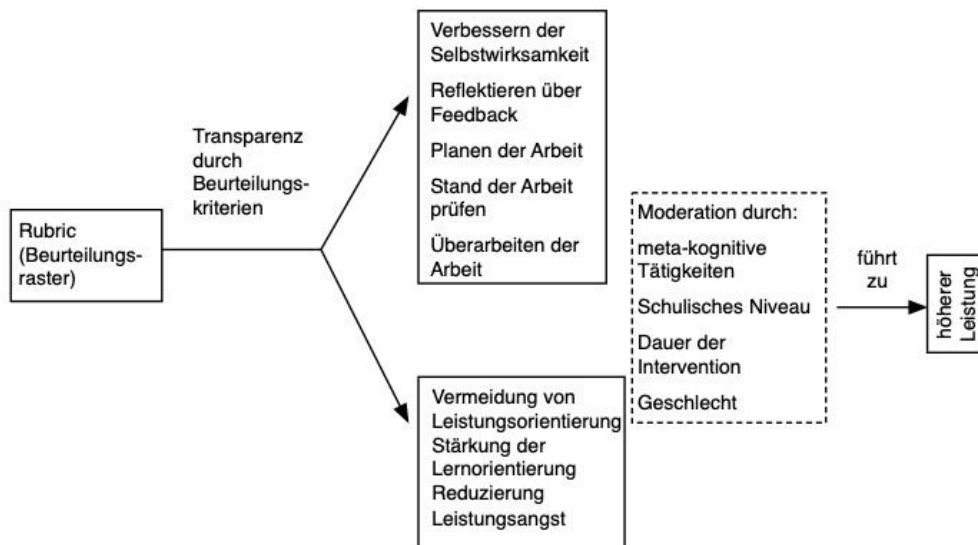 Rubric
(Beurteilungs-
raster)
Transparenz
durch
Beurteilungs-
kriterien
Verbessern der
Selbstwirksamkeit
Reflektieren über
Feedback
Planen der Arbeit
Stand der Arbeit
prüfen
Überarbeiten der
Arbeit
Vermeidung von
Leistungsorientierung
Stärkung der
Lernorientierung
Reduzierung
Leistungsangst
Moderation durch:
meta-kognitive
Tätigkeiten
Schulisches Niveau
Dauer der
Intervention
Geschlecht
führt
zu
höherer
Leistung